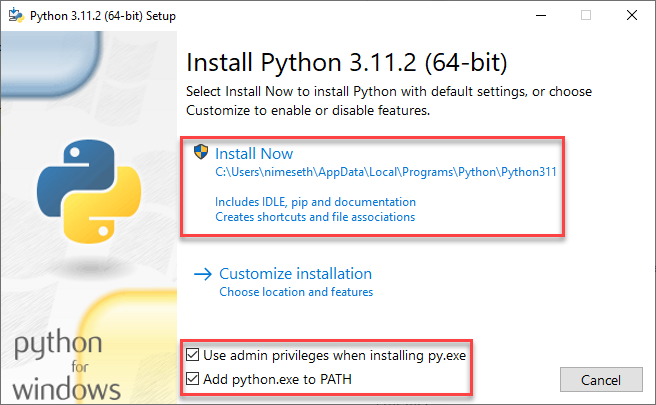 Python 3.11.2 (64-bit) Setup
Install Python 3.11.2 (64-bit)
Select Install Now to install Python with default settings, or choose
Customize to enable or disable features.
Install Now
C:\Users\nimeseth\AppData\Local\Programs\Python\Python311
Includes IDLE, pip and documentation
Creates shortcuts and file associations
Customize installation
Choose location and features
Use admin privileges when installing py.exe
Add python.exe to PATH
python
for
windows
Cancel